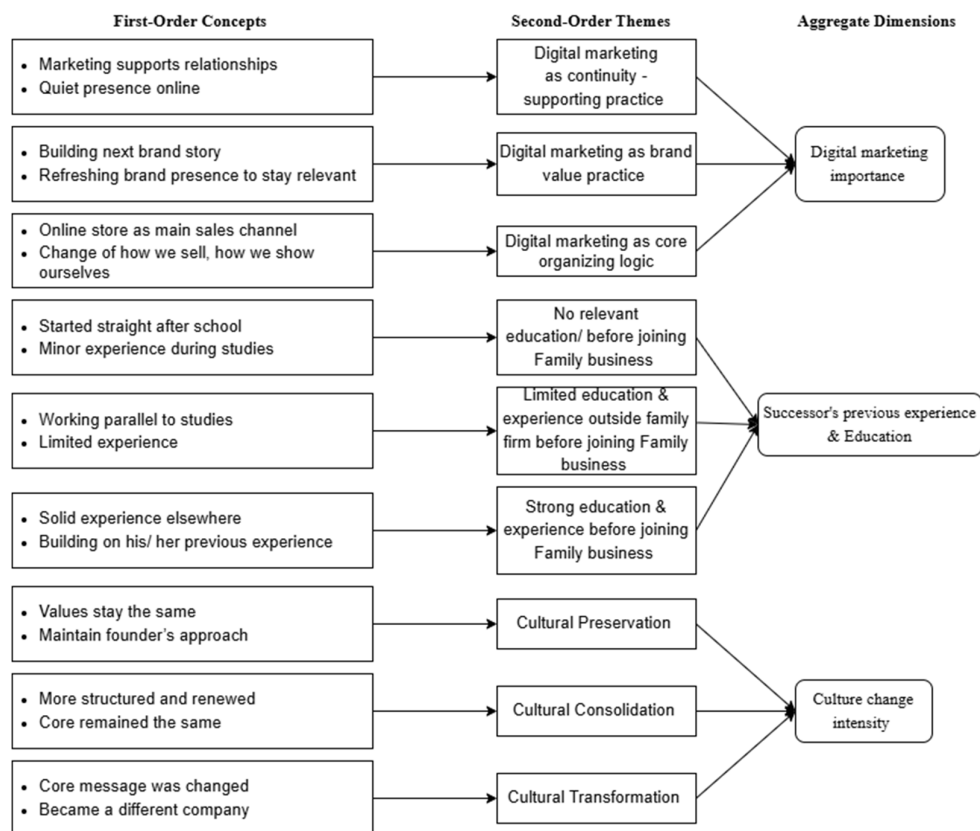 First-Order Concepts
Second-Order Themes
Aggregate Dimensions
• Marketing supports relationships
• Quiet presence online
Digital marketing
as continuity -
supporting practice
• Building next brand story
• Refreshing brand presence to stay relevant
Digital marketing as brand
value practice
Digital marketing
importance
• Online store as main sales channel
• Change of how we sell, how we show
ourselves
Digital marketing as core
organizing logic
• Started straight after school
• Minor experience during studies
No relevant
education/ before joining
Family business
• Working parallel to studies
• Limited experience
Limited education &
experience outside family
firm before joining Family
business
Successor's previous experience
& Education
• Solid experience elsewhere
• Building on his/ her previous experience
Strong education &
experience before joining
Family business
• Values stay the same
• Maintain founder's approach
Cultural Preservation
• More structured and renewed
• Core remained the same
Cultural Consolidation
Culture change
intensity
• Core message was changed
• Became a different company
Cultural Transformation